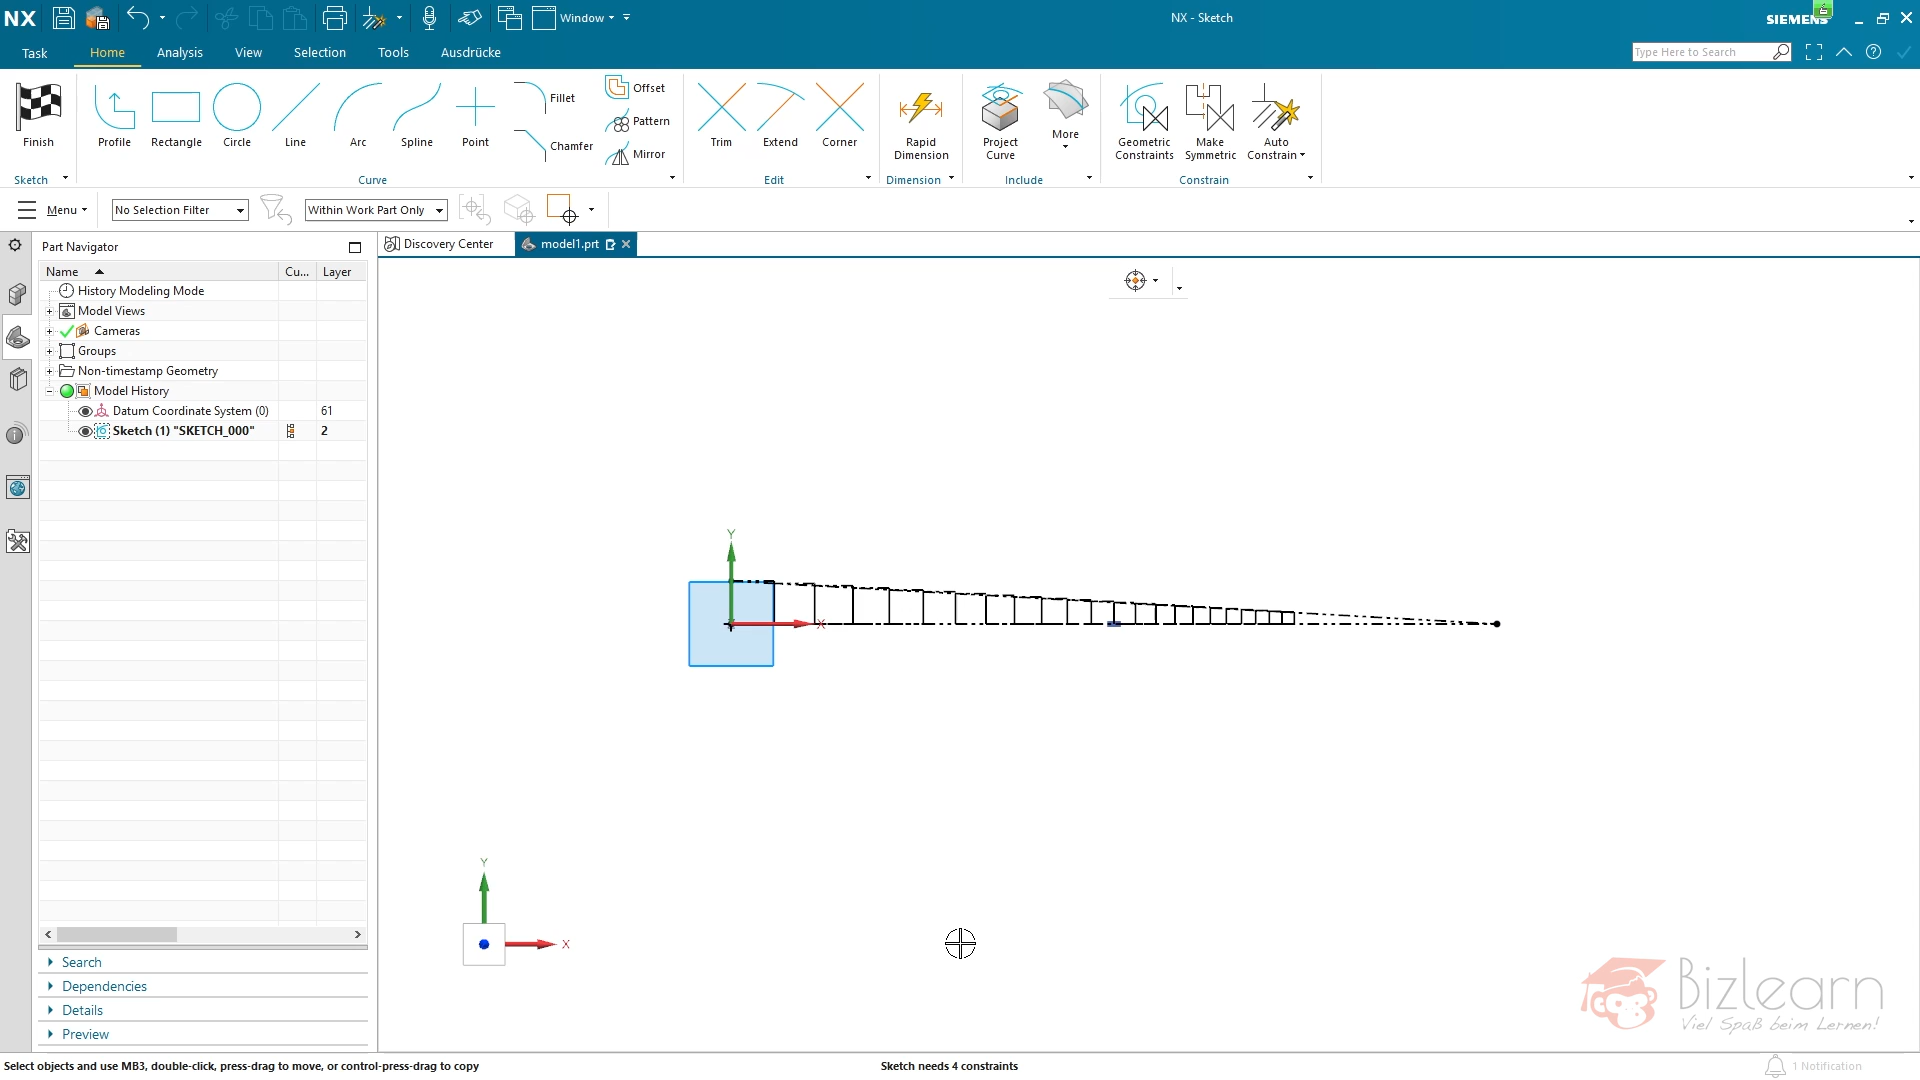 NX
Window
NX - Sketch
SIEMENS
Task
Home
Analysis
View
Selection
Tools
Ausdrücke
Type Here to Search
Finish
Profile
Rectangle
Circle
Line
Arc
Spline
Point
Fillet
Chamfer
Offset
Pattern
Mirror
Trim
Extend
Corner
Rapid
Dimension
Project
Curve
More
Geometric
Constraints
Make
Symmetric
Auto
Constrain
Sketch
Curve
Edit
Dimension
Include
Constrain
Menu
No Selection Filter
Within Work Part Only
Part Navigator
Discovery Center
model1.prt
Name
Cu...
Layer
History Modeling Mode
Model Views
Cameras
Groups
Non-timestamp Geometry
Model History
Datum Coordinate System (0)
61
Sketch (1) "SKETCH_000"
2
Y
X
Y
X
Search
Dependencies
Details
Preview
Bizlearn
Viel Spaß beim Lernen!
Select objects and use MB3, double-click, press-drag to move, or control-press-drag to copy
Sketch needs 4 constraints
1 Notification